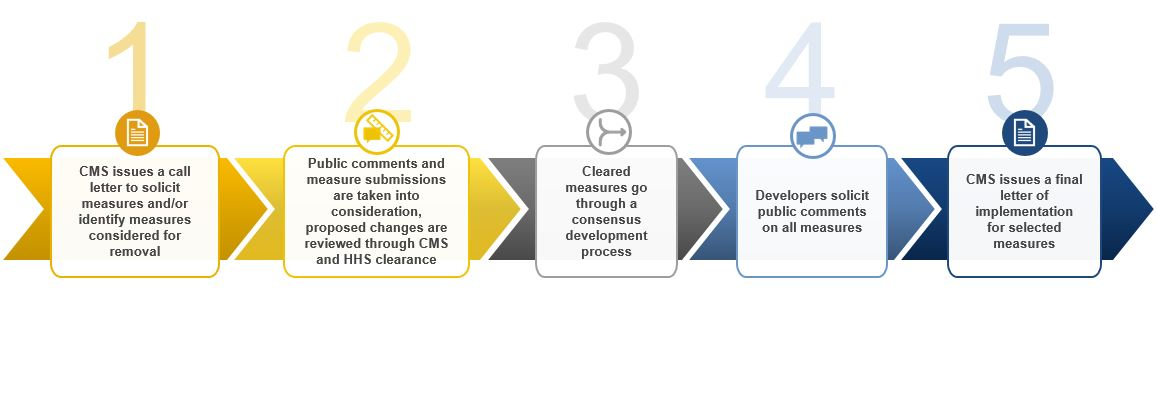 1
CMS issues a call
letter to solicit
measures and/or
identify measures
considered for
removal
2
Public comments and
measure submissions
are taken into
consideration,
proposed changes are
reviewed through CMS
and HHS clearance
3
Cleared
measures go
through a
consensus
development
process
4
Developers solicit
public comments
on all measures
5
CMS issues a final
letter of
implementation
for selected
measures